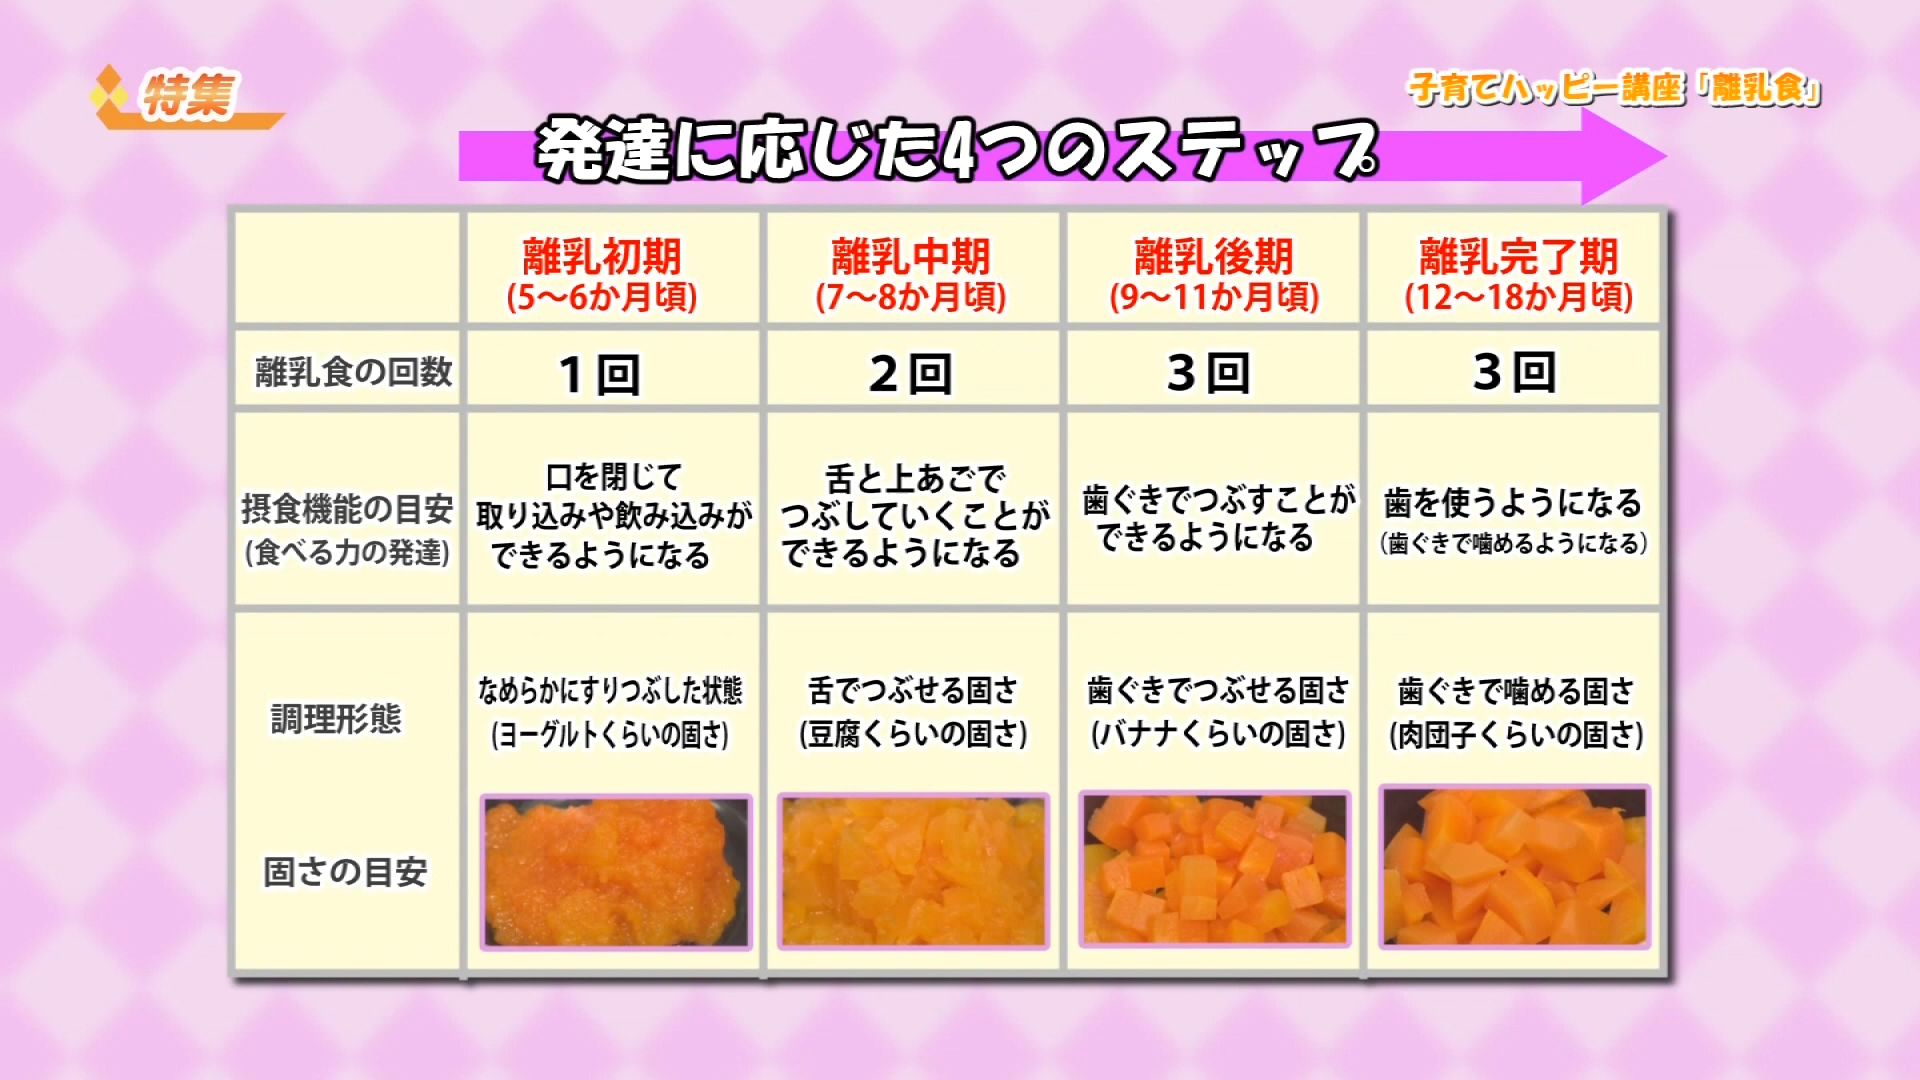 特集
子育てハッピー講座「離乳食」
発達に応じた4つのステップ
離乳初期
(5～6か月頃)
離乳中期
(7～8か月頃)
離乳後期
(9～11か月頃)
離乳完了期
(12～18か月頃)
離乳食の回数
1回
2回
3回
3回
摂食機能の目安
(食べる力の発達)
口を閉じて
取り込みや飲み込みが
できるようになる
舌と上あごで
つぶしていくことが
できるようになる
歯ぐきでつぶすことが
できるようになる
歯を使うようになる
(歯ぐきで噛めるようになる)
調理形態
なめらかにすりつぶした状態
(ヨーグルトくらいの固さ)
舌でつぶせる固さ
(豆腐くらいの固さ)
歯ぐきでつぶせる固さ
(バナナくらいの固さ)
歯ぐきで噛める固さ
(肉団子くらいの固さ)
固さの目安